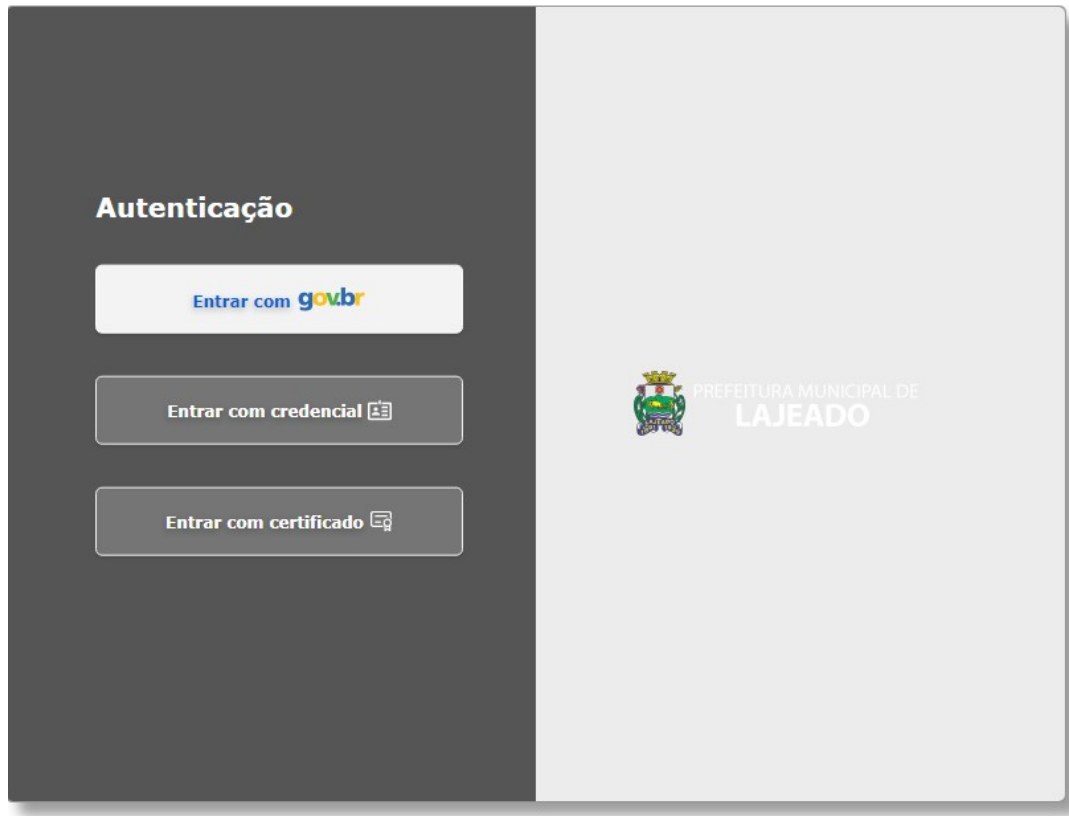 Autenticação
Entrar com gov.br
Entrar com credencial
Entrar com certificado
PREFEITURA MUNICIPAL DE
LAJEADO